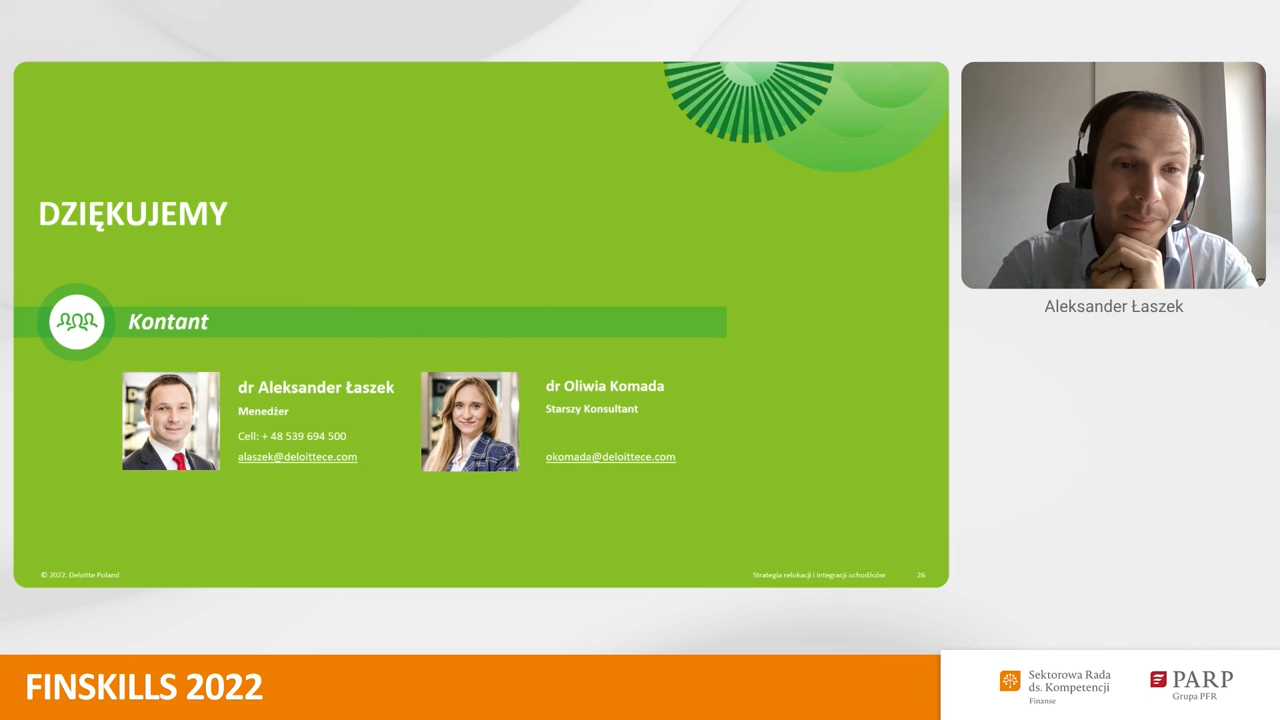 DZIĘKUJEMY
Kontant
dr Aleksander Łaszek
Menedżer
Cell: + 48 539 694 500
alaszek@deloittece.com
dr Oliwia Komada
Starszy Konsultant
okomada@deloittece.com
© 2022. Deloitte Poland
Strategia relokacji i integracji uchodźców
26
Aleksander Łaszek
FINSKILLS 2022
Sektorowa Rada
ds. Kompetencji
Finanse
PARP
Grupa PFR